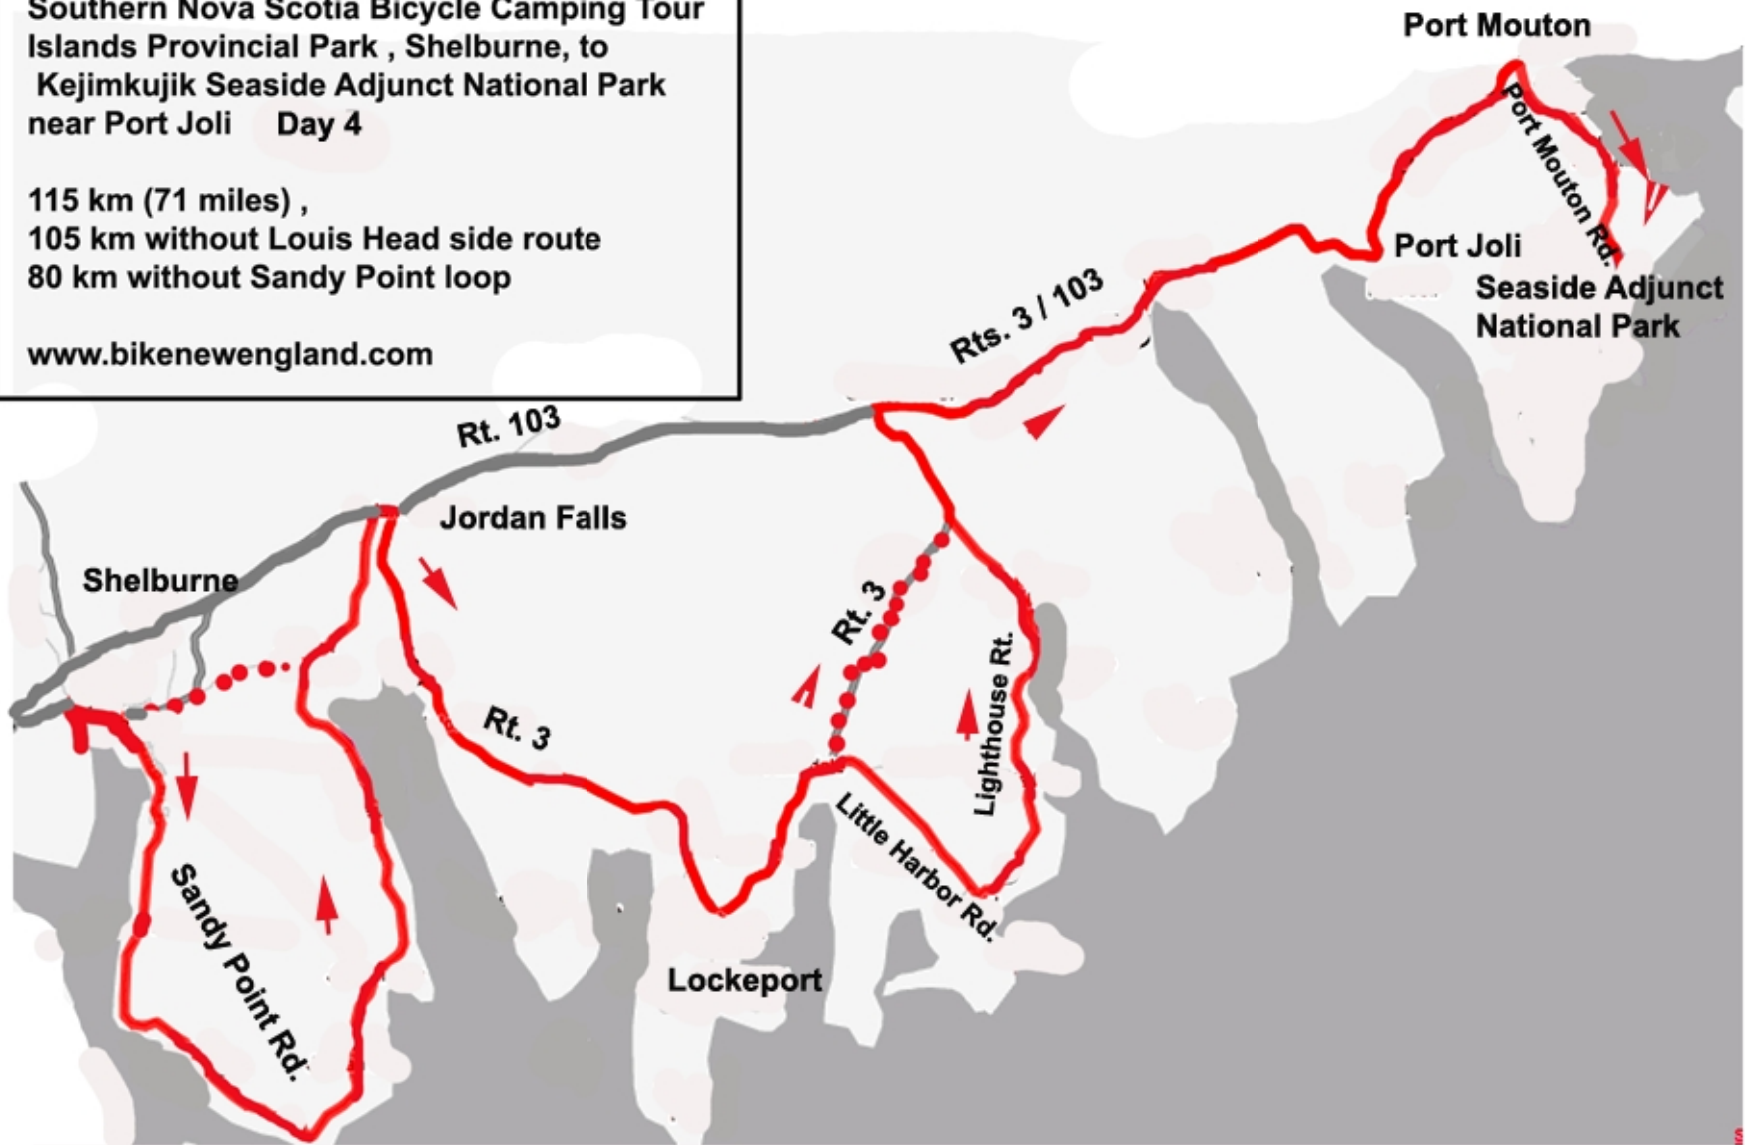 Southern Nova Scotia Bicycle Camping Tour
Islands Provincial Park , Shelburne, to
Kejimkujik Seaside Adjunct National Park
near Port Joli Day 4
115 km (71 miles) ,
105 km without Louis Head side route
80 km without Sandy Point loop
www.bikenewengland.com
Port Mouton
Port Mouton Rd.
Port Joli
Seaside Adjunct
National Park
Rts. 3 / 103
Rt. 103
Jordan Falls
Shelburne
Rt. 3
Rt. 3
Lighthouse Rt.
Little Harbor Rd.
Sandy Point Rd.
Lockeport